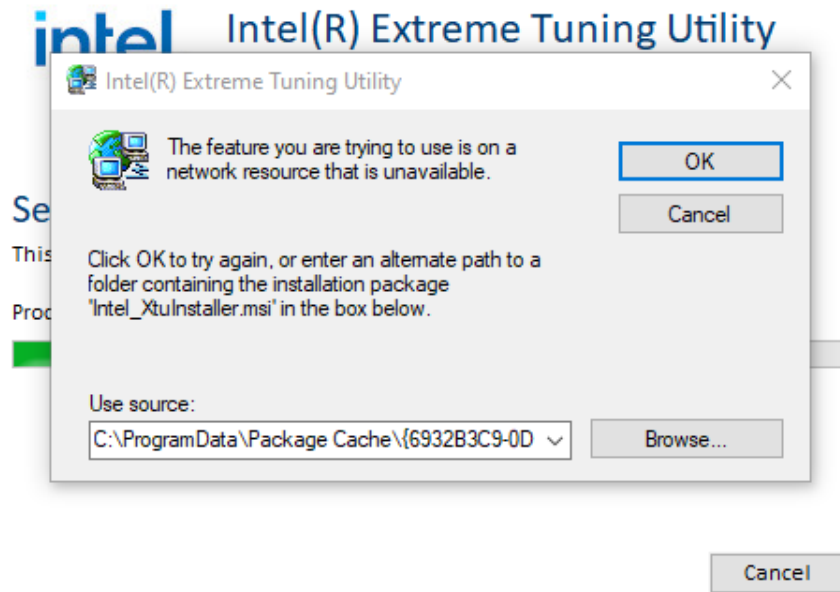 intel
Intel(R) Extreme Tuning Utility
Intel(R) Extreme Tuning Utility
The feature you are trying to use is on a
network resource that is unavailable.
OK
Cancel
Se
This
Click OK to try again, or enter an alternate path to a
folder containing the installation package
'Intel_XtuInstaller.msi' in the box below.
Proc
Use source:
C:\ProgramData\Package Cache\{6932B3C9-0D
Browse...
Cancel